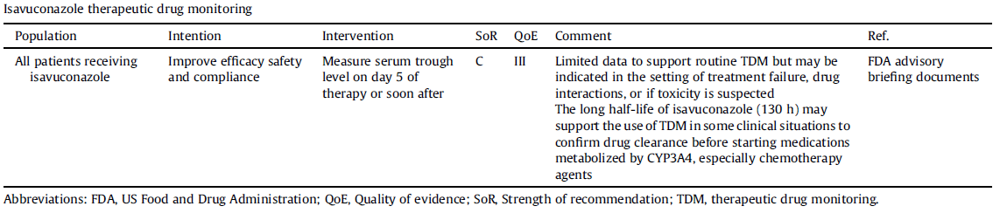 Isavuconazole therapeutic drug monitoring
Population Intention Intervention SoR QoE Comment Ref.
All patients receiving Improve efficacy safety Measure serum trough C III Limited data to support routine TDM but may be FDA advisory
isavuconazole and compliance level on day 5 of indicated in the setting of treatment failure, drug briefing documents
therapy or soon after interactions, or if toxicity is suspected
The long half-life of isavuconazole (130 h) may
support the use of TDM in some clinical situations to
confirm drug clearance before starting medications
metabolized by CYP3A4, especially chemotherapy
agents
Abbreviations: FDA, US Food and Drug Administration; QoE, Quality of evidence; SoR, Strength of recommendation; TDM, therapeutic drug monitoring.